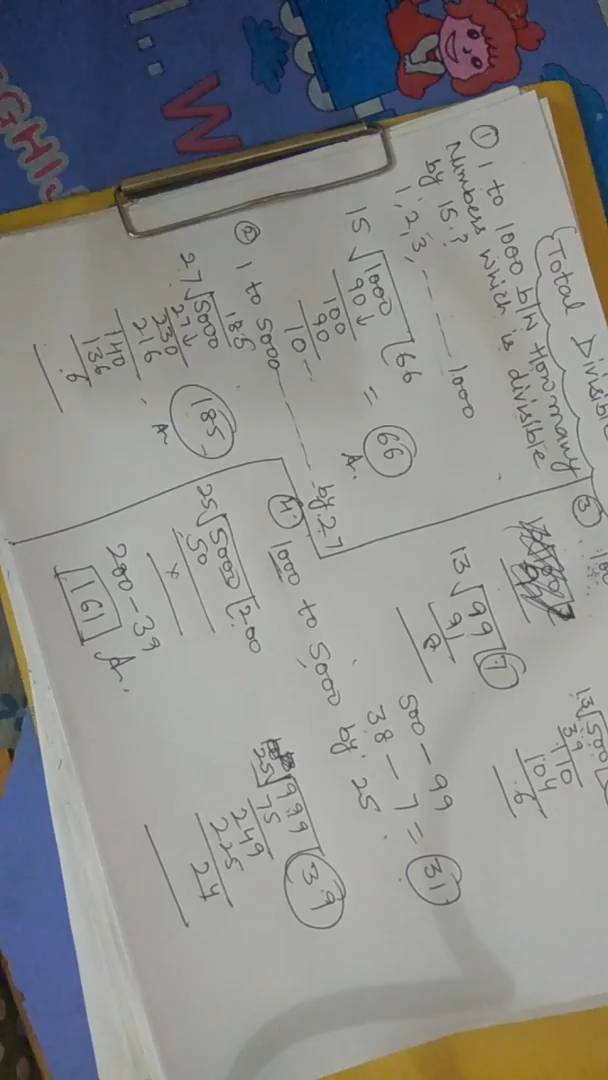 Total Divisible
① 1 to 1000 b/w How many
Numbers which is divisible
by 15.?
1, 2, 3, ------ 1000
15 √1000 66
90↓
100
90
10
= 66 A.
② 1 to 5000 ------ by 27
185
27 √5000
27↓
230
216
140
136
6
185
A
③ 100
13 √99 7
91
8
13 √500
39
110
104
6
500 - 99
38 - 7 = 31
④ 1000 to 5000 by 25
25 √5000 200
50
×
25 √999 39
75
249
225
24
200-39
161 A.
W
GHI